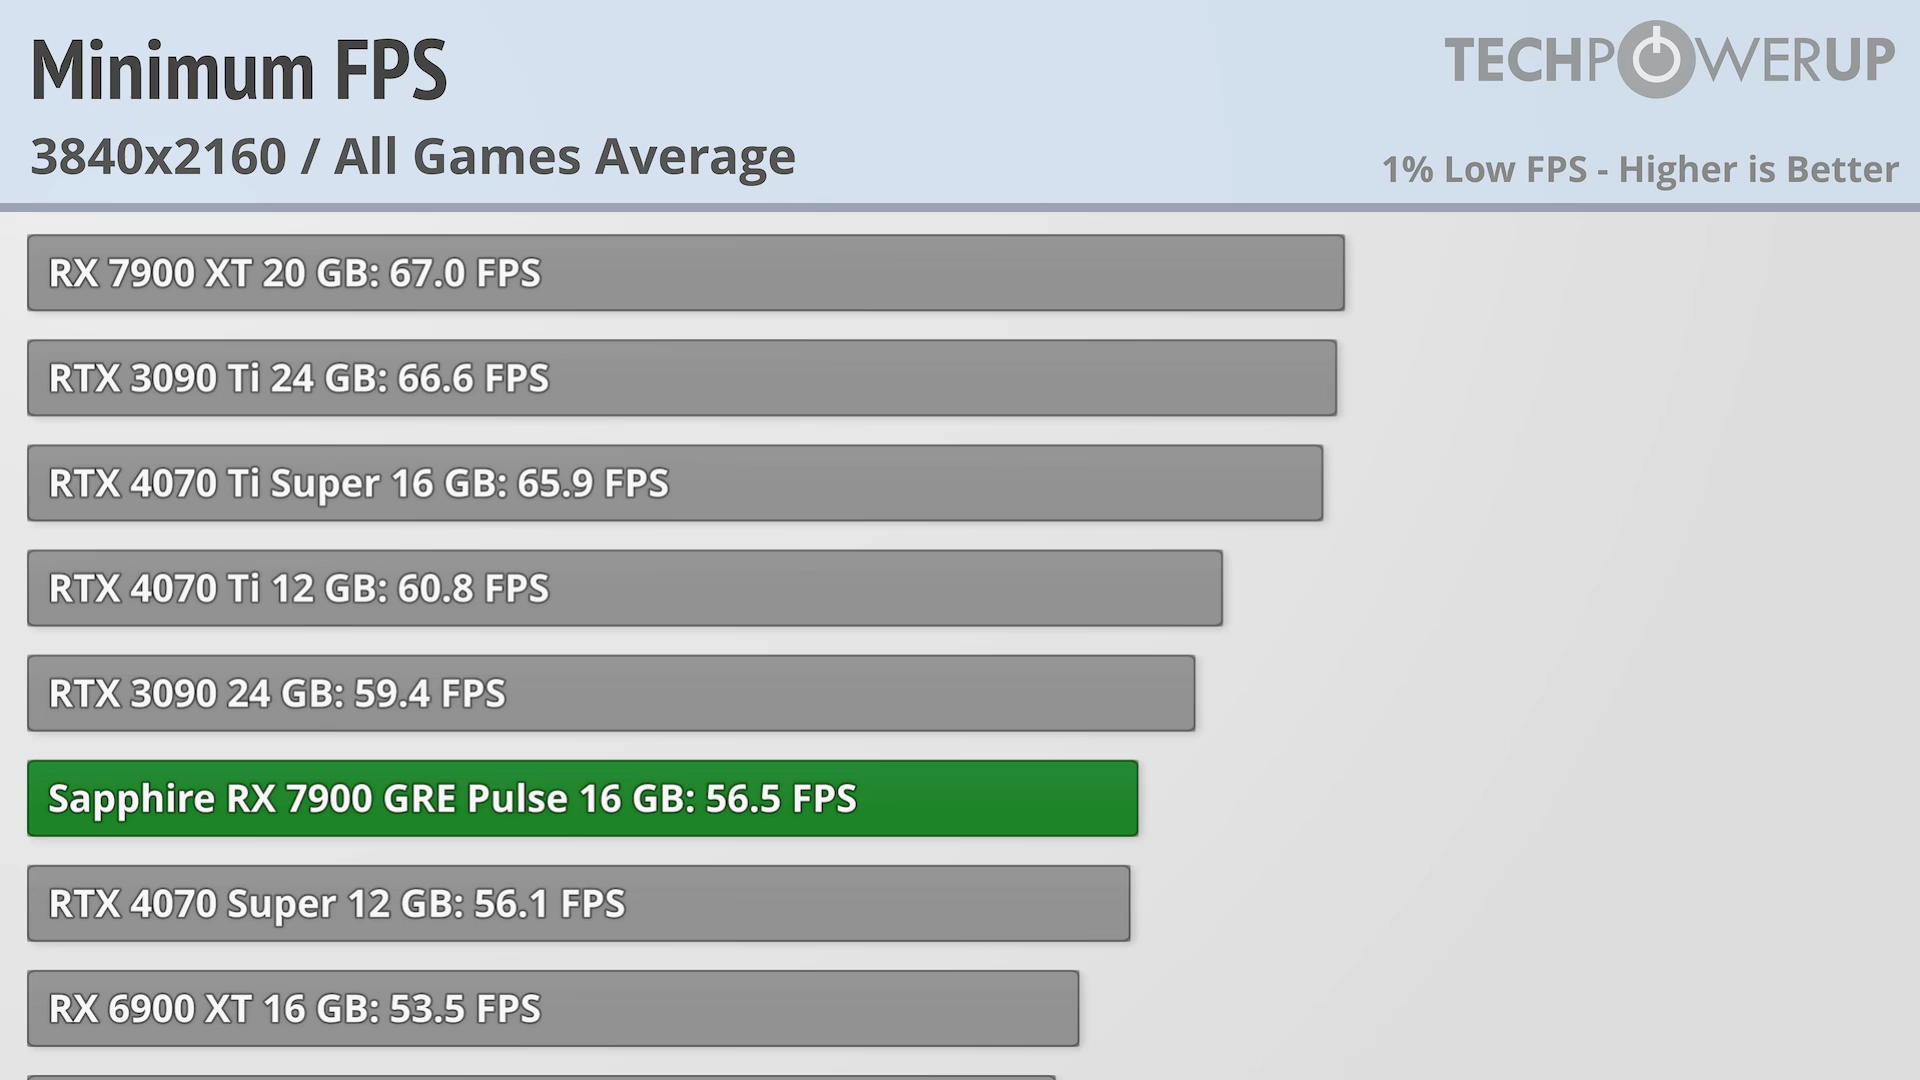 Minimum FPS
TECHPOWERUP
3840x2160 / All Games Average
1% Low FPS - Higher is Better
RX 7900 XT 20 GB: 67.0 FPS
RTX 3090 Ti 24 GB: 66.6 FPS
RTX 4070 Ti Super 16 GB: 65.9 FPS
RTX 4070 Ti 12 GB: 60.8 FPS
RTX 3090 24 GB: 59.4 FPS
Sapphire RX 7900 GRE Pulse 16 GB: 56.5 FPS
RTX 4070 Super 12 GB: 56.1 FPS
RX 6900 XT 16 GB: 53.5 FPS